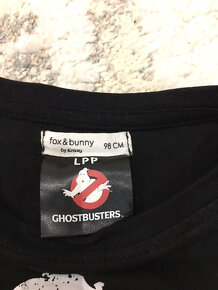 fox&bunny
by sinsay
98 CM
LPP
GHOSTBUSTERS.